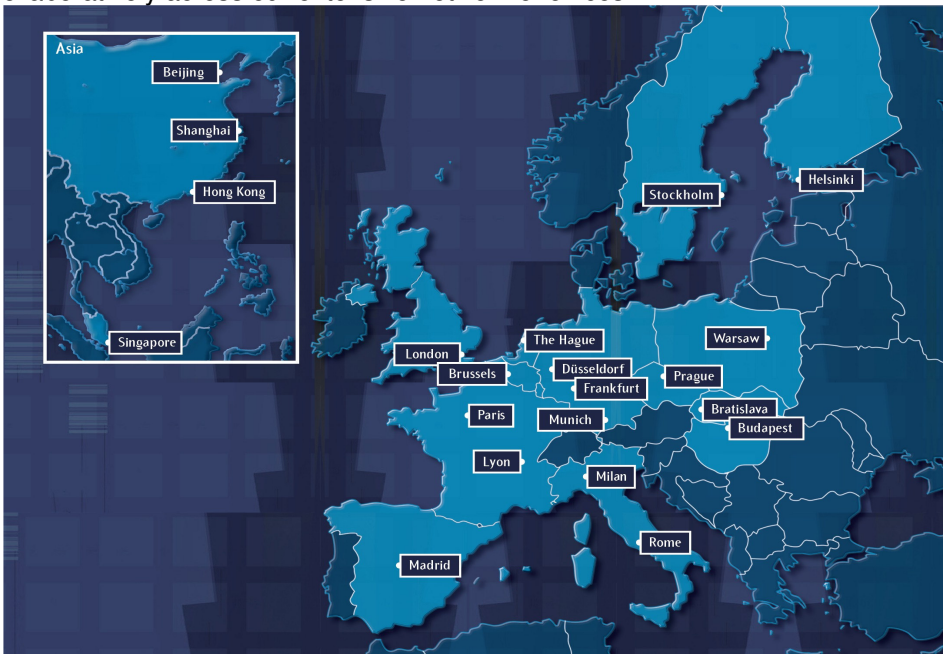 Asia
Beijing
Shanghai
Hong Kong
Singapore
Helsinki
Stockholm
The Hague
Warsaw
London
Brussels
Düsseldorf
Prague
Frankfurt
Paris
Munich
Bratislava
Budapest
Lyon
Milan
Rome
Madrid